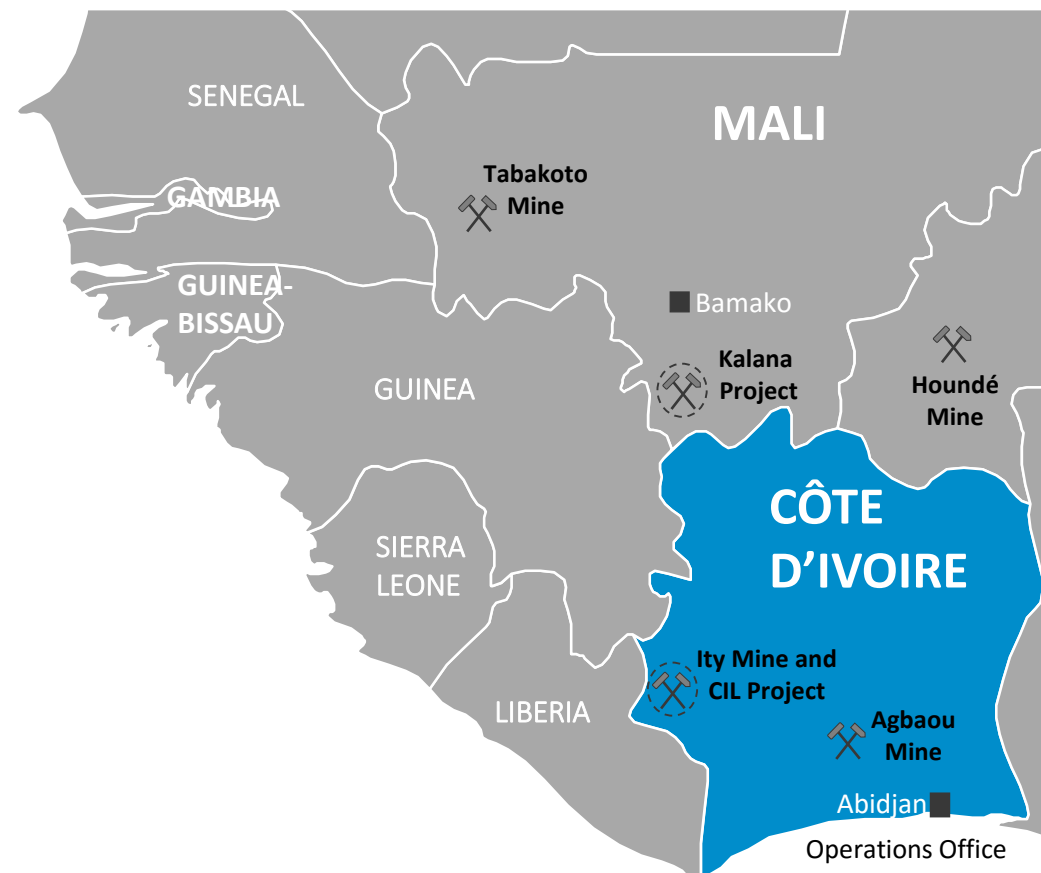 SENEGAL
MALI
Tabakoto
Mine
GAMBIA
GUINEA-
BISSAU
Bamako
Kalana
Project
Houndé
Mine
GUINEA
CÔTE
D’IVOIRE
SIERRA
LEONE
Ity Mine and
CIL Project
LIBERIA
Agbaou
Mine
Abidjan
Operations Office